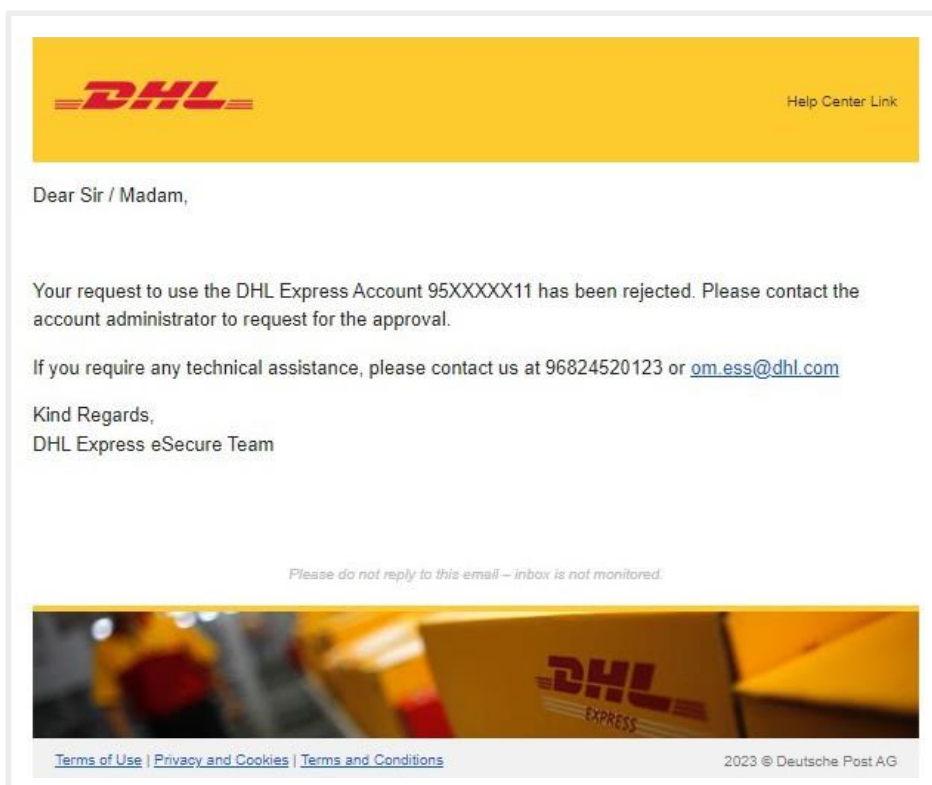 DHL
Help Center Link
Dear Sir / Madam,
Your request to use the DHL Express Account 95XXXXX11 has been rejected. Please contact the
account administrator to request for the approval.
If you require any technical assistance, please contact us at 96824520123 or om.ess@dhl.com
Kind Regards,
DHL Express eSecure Team
Please do not reply to this email – inbox is not monitored.
DHL
EXPRESS
Terms of Use | Privacy and Cookies | Terms and Conditions
2023 © Deutsche Post AG